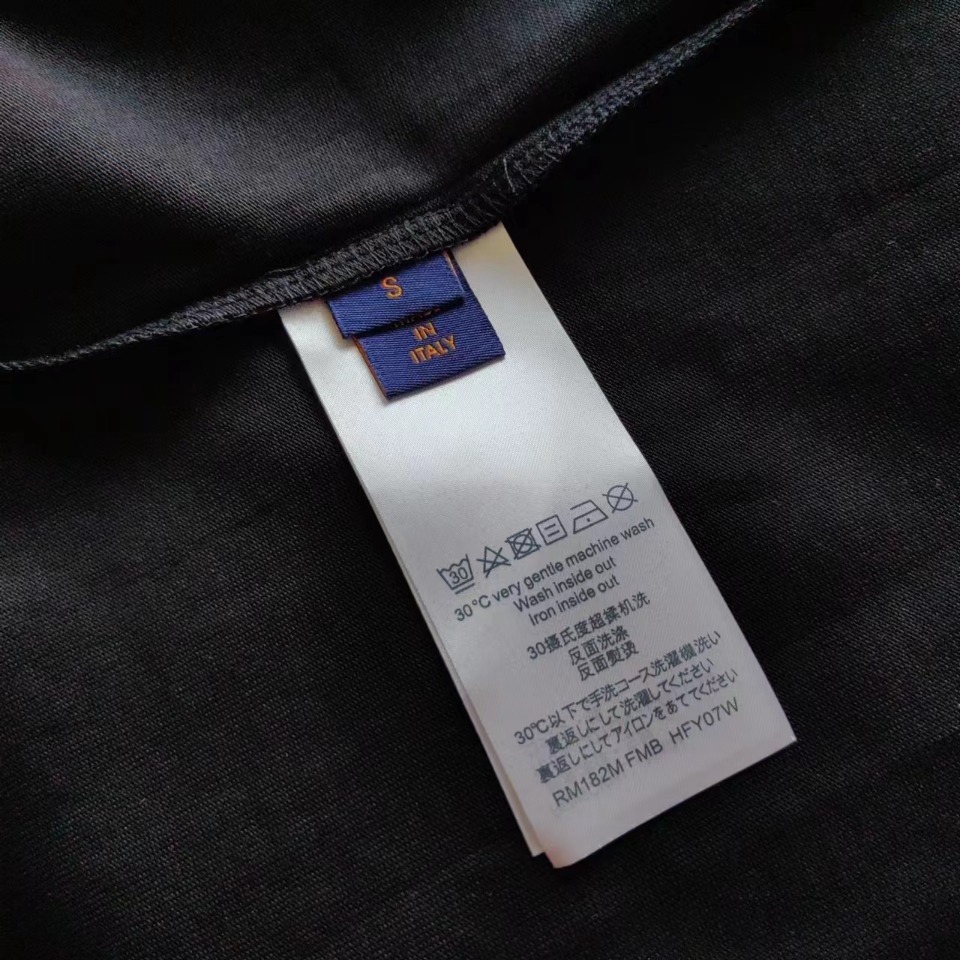 S
IN
ITALY
30
30°C very gentle machine wash
Wash inside out
Iron inside out
30摄氏度超揉机洗
反面洗涤
反面熨烫
30℃以下で手洗コース洗濯機洗い
裏返しにして洗濯してください
裏返しにしてアイロンをあててください
RM182M FMB HFY07W